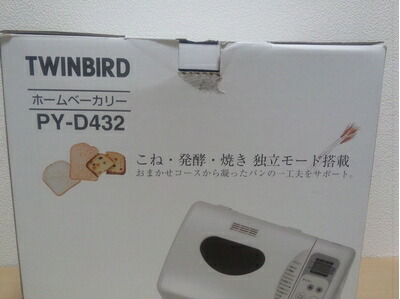 TWINBIRD
ホームベーカリー
PY-D432
こね・発酵・焼き 独立モード搭載
おまかせコースから凝ったパンの一工夫をサポート。